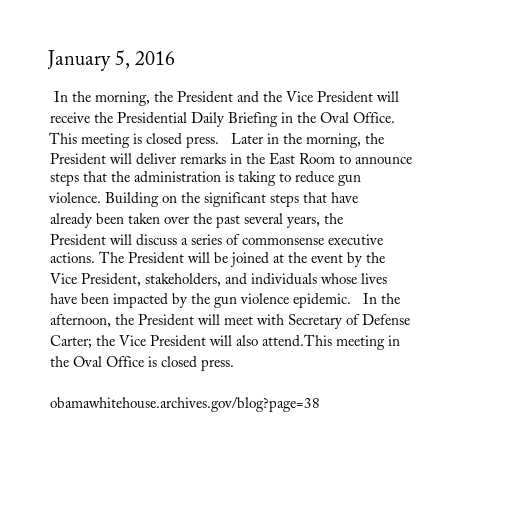 January 5, 2016
In the morning, the President and the Vice President will
receive the Presidential Daily Briefing in the Oval Office.
This meeting is closed press.   Later in the morning, the
President will deliver remarks in the East Room to announce
steps that the administration is taking to reduce gun
violence. Building on the significant steps that have
already been taken over the past several years, the
President will discuss a series of commonsense executive
actions. The President will be joined at the event by the
Vice President, stakeholders, and individuals whose lives
have been impacted by the gun violence epidemic.   In the
afternoon, the President will meet with Secretary of Defense
Carter; the Vice President will also attend.This meeting in
the Oval Office is closed press.
obamawhitehouse.archives.gov/blog?page=38